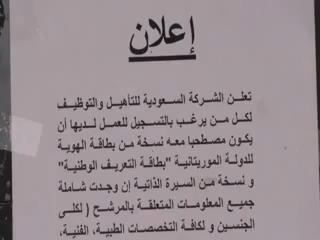 إعلان
تعلن الشركة السعودية للتأهيل والتوظيف
لكل من يرغب بالتسجيل للعمل لديها أن
يكون مصطحبا معه نسخة من بطاقة الهوية
للدولة الموريتانية "بطاقة التعريف الوطنية"
و نسخة من السيرة الذاتية إن وجدت شاملة
جميع المعلومات المتعلقة بالمرشح ( لكلى
الجنسين و لكافة التخصصات الطبية، الفنية،